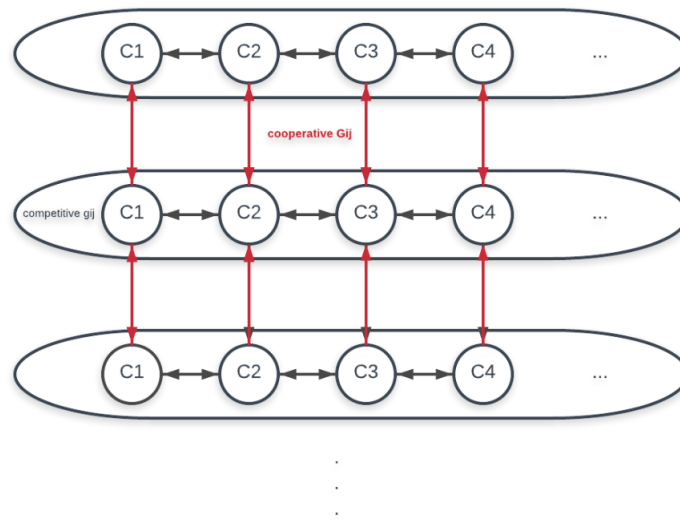 C1 C2 C3 C4 ...
cooperative Gij
competitive gij C1 C2 C3 C4 ...
C1 C2 C3 C4 ...
.
.
.